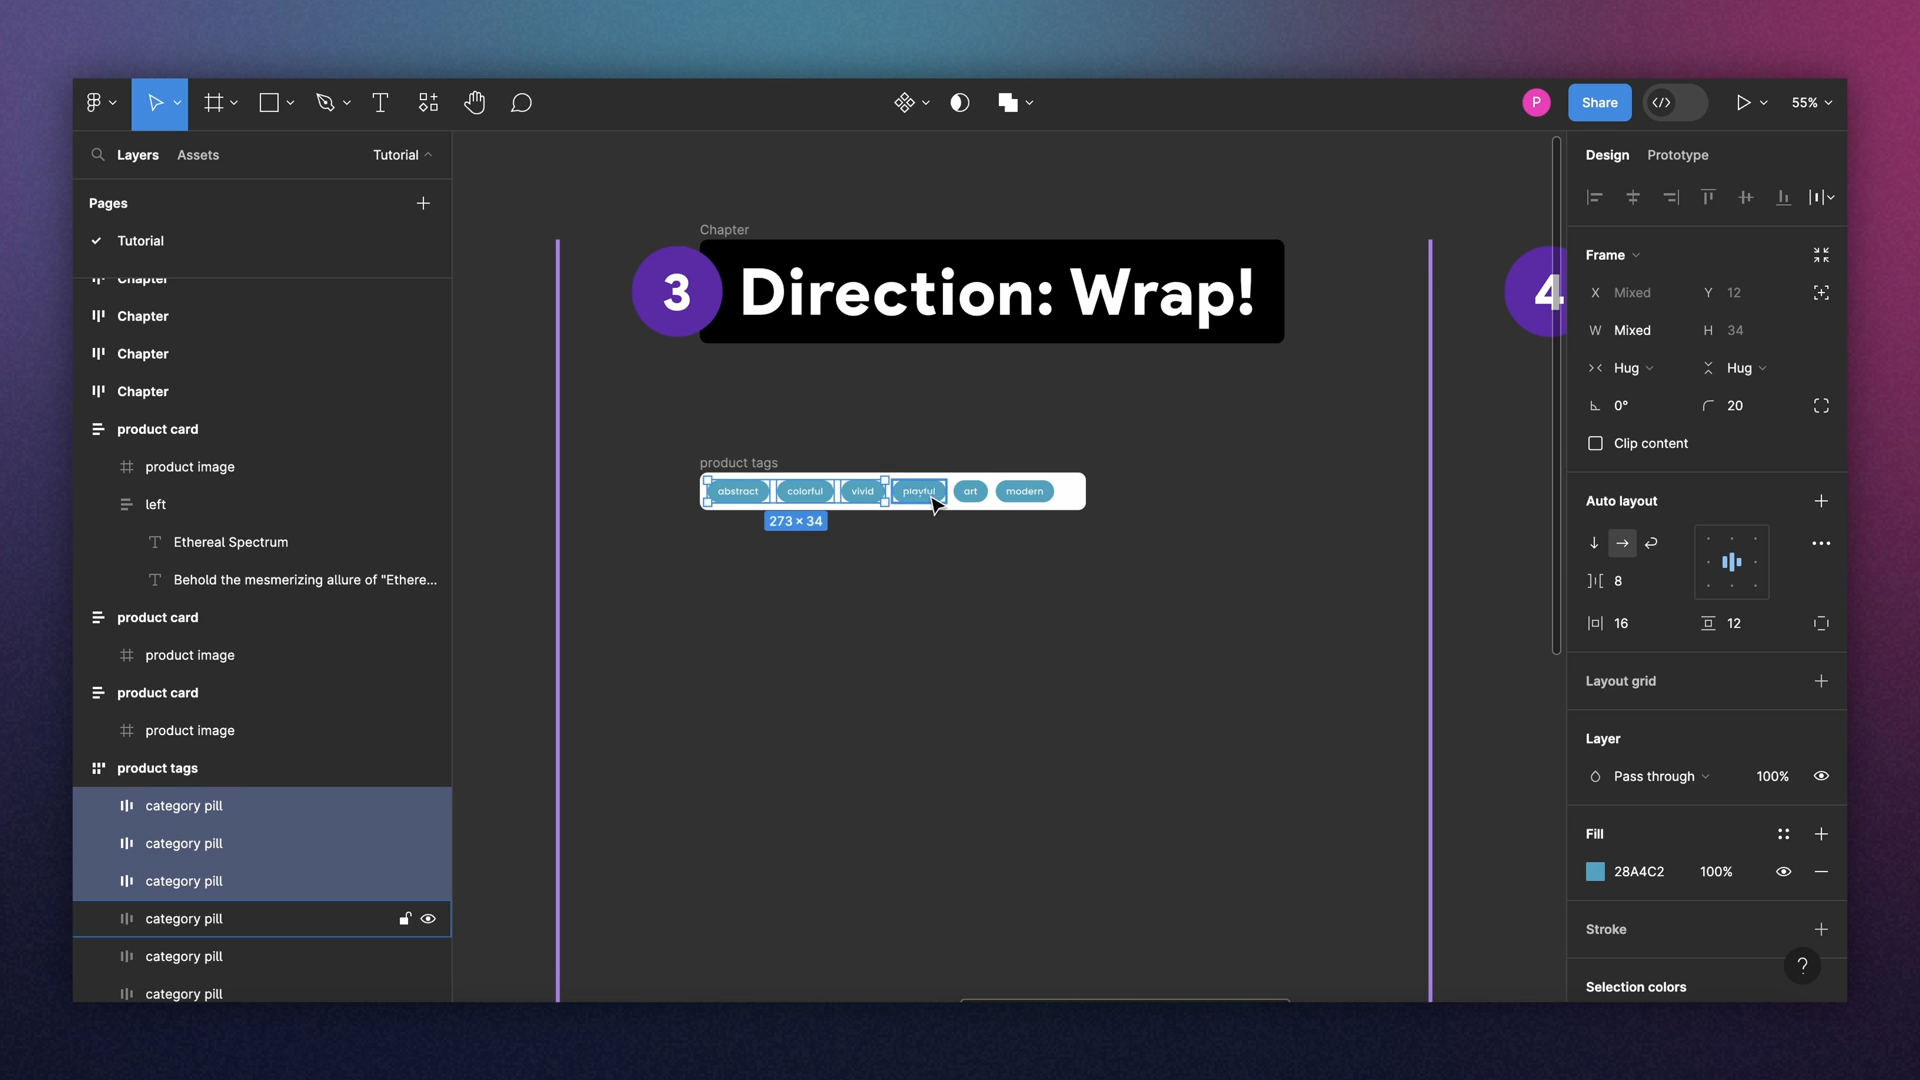 P
Share
55%
Layers
Assets
Tutorial
Pages
Tutorial
Chapter
Chapter
Chapter
Chapter
product card
product image
left
Ethereal Spectrum
Behold the mesmerizing allure of "Ethere...
product card
product image
product card
product image
product tags
category pill
category pill
category pill
category pill
category pill
category pill
Chapter
3
Direction: Wrap!
4
product tags
abstract
colorful
vivid
playful
art
modern
273 × 34
Design
Prototype
Frame
X Mixed
Y 12
W Mixed
H 34
Hug
Hug
0°
20
Clip content
Auto layout
8
16
12
Layout grid
Layer
Pass through
100%
Fill
28A4C2
100%
Stroke
?
Selection colors